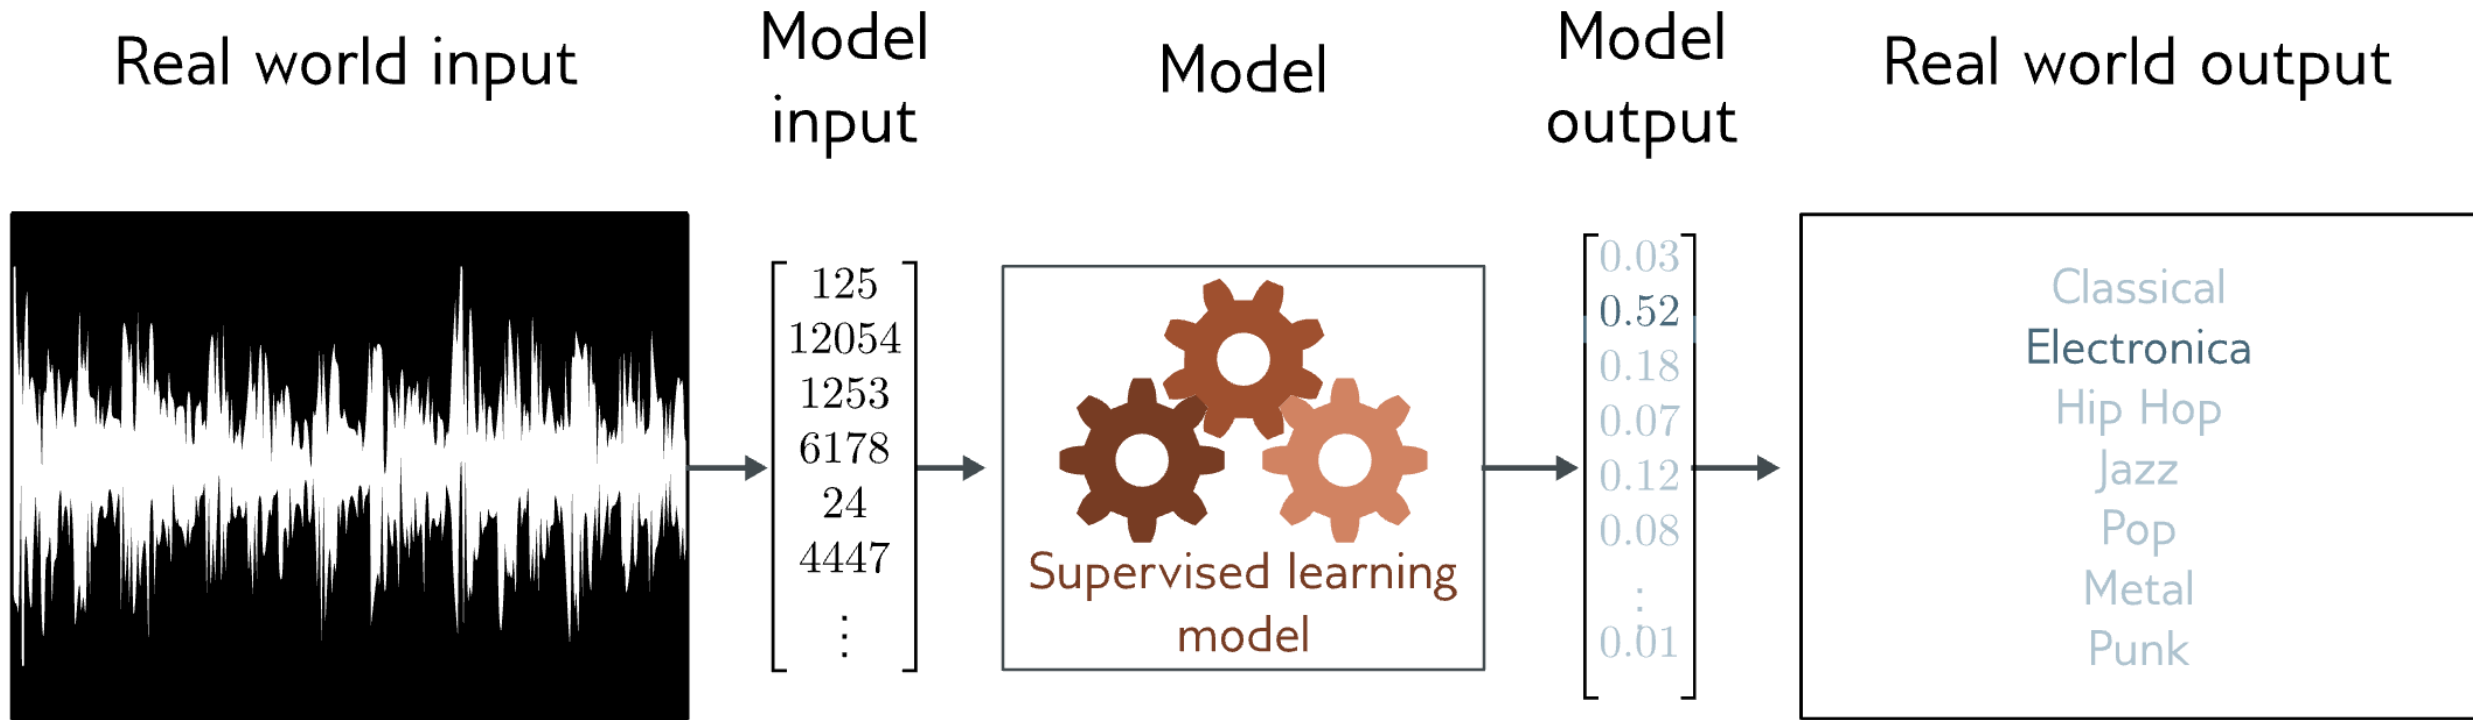 Real world input
Model
input
Model
Model
output
Real world output
125
12054
1253
6178
24
4447
⋮
Supervised learning
model
0.03
0.52
0.18
0.07
0.12
0.08
⋮
0.01
Classical
Electronica
Hip Hop
Jazz
Pop
Metal
Punk